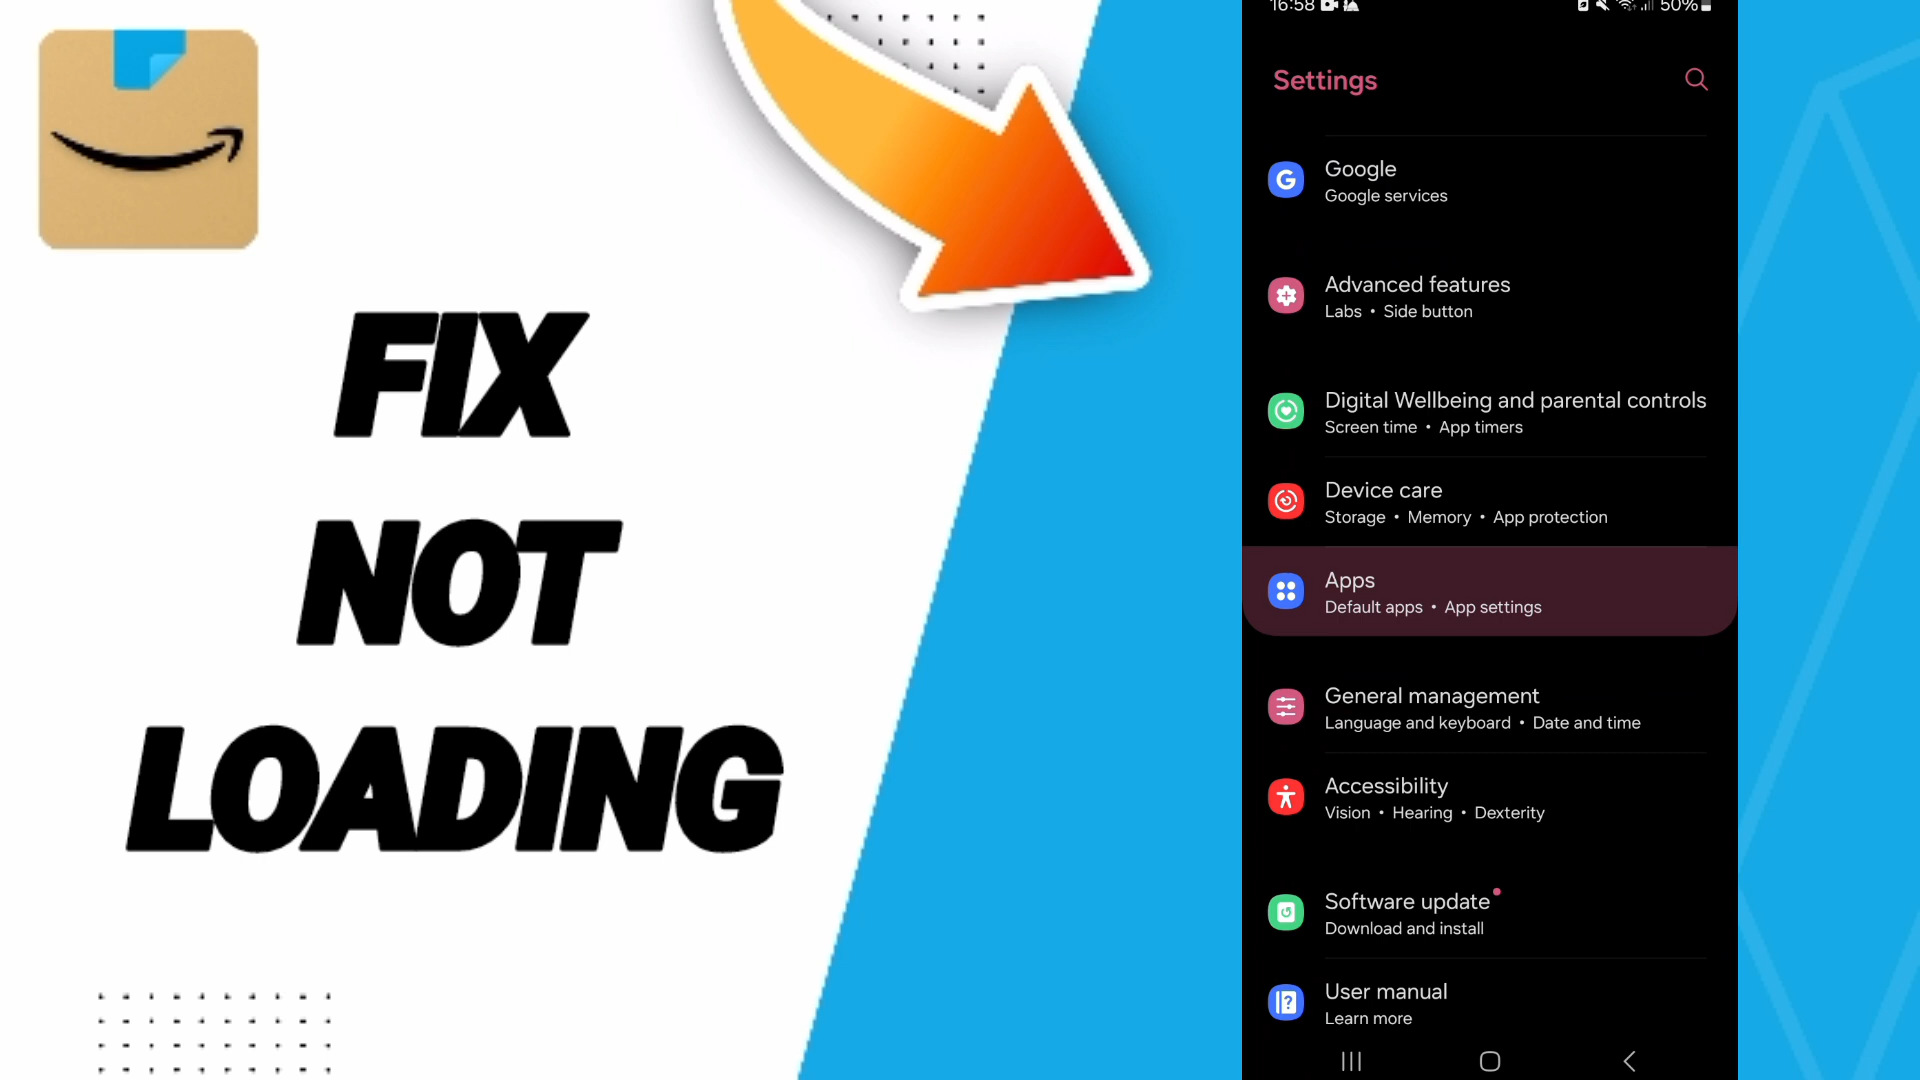 FIX
NOT
LOADING
16:58 50%
Settings
Google
Google services
Advanced features
Labs • Side button
Digital Wellbeing and parental controls
Screen time • App timers
Device care
Storage • Memory • App protection
Apps
Default apps • App settings
General management
Language and keyboard • Date and time
Accessibility
Vision • Hearing • Dexterity
Software update
Download and install
User manual
Learn more